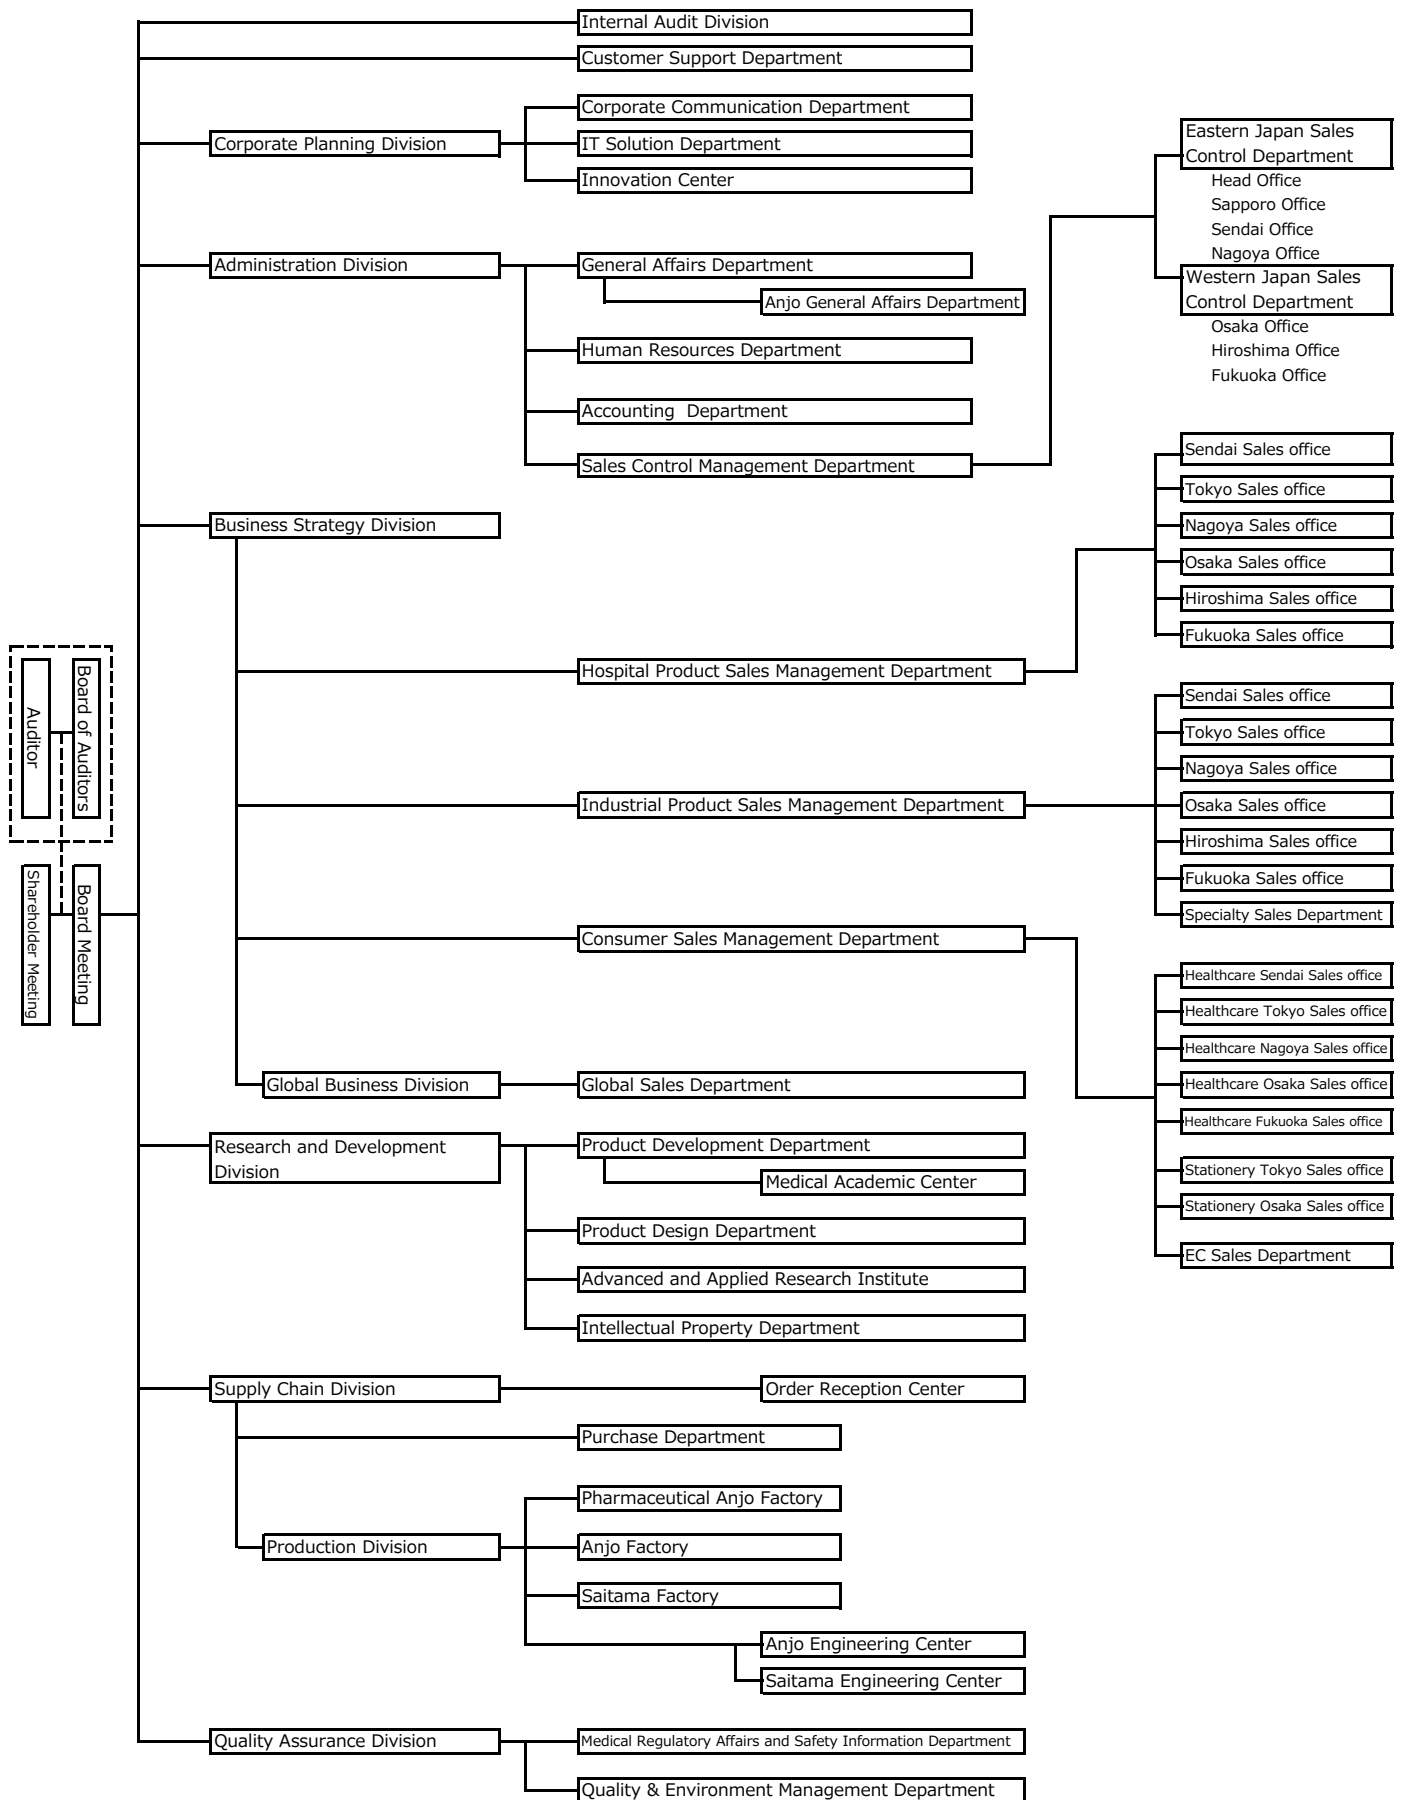 Internal Audit Division
Customer Support Department
Corporate Communication Department
Corporate Planning Division
IT Solution Department
Innovation Center
Administration Division
General Affairs Department
Anjo General Affairs Department
Human Resources Department
Accounting  Department
Sales Control Management Department
Eastern Japan Sales
Control Department
Head Office
Sapporo Office
Sendai Office
Nagoya Office
Western Japan Sales
Control Department
Osaka Office
Hiroshima Office
Fukuoka Office
Business Strategy Division
Hospital Product Sales Management Department
Sendai Sales office
Tokyo Sales office
Nagoya Sales office
Osaka Sales office
Hiroshima Sales office
Fukuoka Sales office
Auditor
Board of Auditors
Shareholder Meeting
Board Meeting
Industrial Product Sales Management Department
Sendai Sales office
Tokyo Sales office
Nagoya Sales office
Osaka Sales office
Hiroshima Sales office
Fukuoka Sales office
Specialty Sales Department
Consumer Sales Management Department
Healthcare Sendai Sales office
Healthcare Tokyo Sales office
Healthcare Nagoya Sales office
Healthcare Osaka Sales office
Healthcare Fukuoka Sales office
Stationery Tokyo Sales office
Stationery Osaka Sales office
EC Sales Department
Global Business Division
Global Sales Department
Research and Development
Division
Product Development Department
Medical Academic Center
Product Design Department
Advanced and Applied Research Institute
Intellectual Property Department
Supply Chain Division
Order Reception Center
Purchase Department
Pharmaceutical Anjo Factory
Production Division
Anjo Factory
Saitama Factory
Anjo Engineering Center
Saitama Engineering Center
Quality Assurance Division
Medical Regulatory Affairs and Safety Information Department
Quality & Environment Management Department